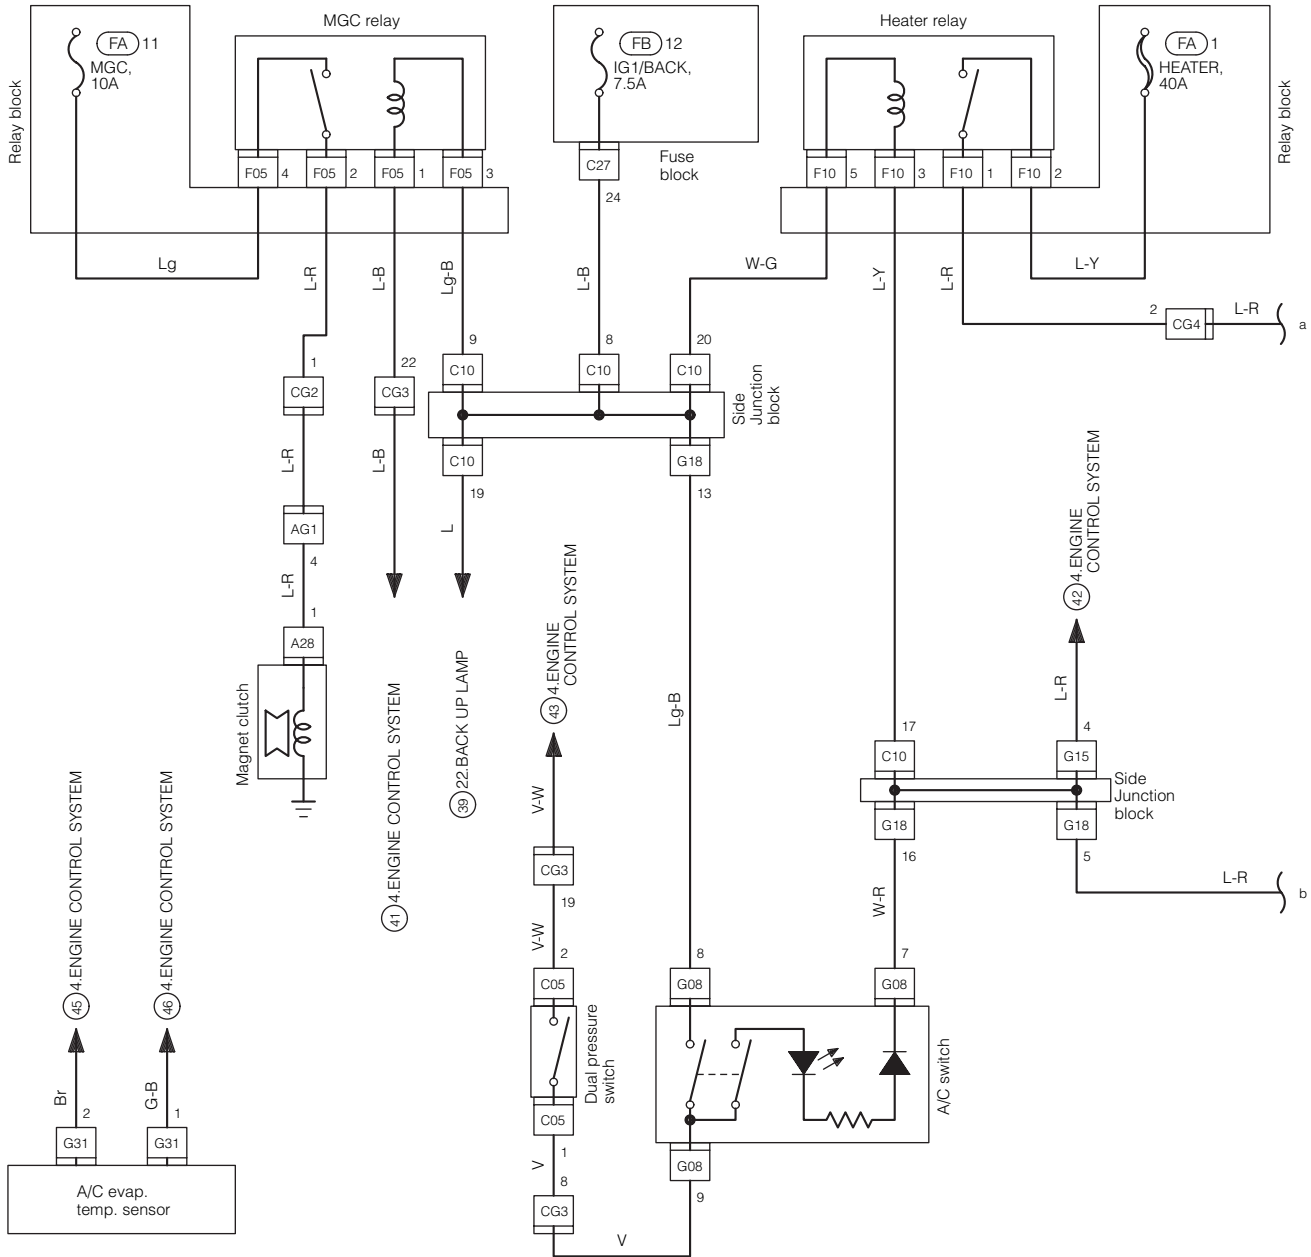 MGC relay
Heater relay
FA 11
MGC,
10A
FB 12
IG1/BACK,
7.5A
FA 1
HEATER,
40A
Relay block
Relay block
Fuse
block
F05 4
F05 2
F05 1
F05 3
C27
24
F10 5
F10 3
F10 1
F10 2
Lg
L-R
L-B
Lg-B
L-B
W-G
L-Y
L-R
L-Y
2
CG4
L-R
a
1
22
9
8
20
CG2
CG3
C10
C10
C10
Side
Junction
block
L-R
L-B
C10
G18
19
13
AG1
4
L
L-R
1
A28
Magnet clutch
41 4.ENGINE CONTROL SYSTEM
39 22.BACK UP LAMP
43 4.ENGINE
CONTROL SYSTEM
42 4.ENGINE
CONTROL SYSTEM
Lg-B
L-R
17
4
C10
G15
Side
Junction
block
G18
G18
16
5
L-R
b
W-R
V-W
CG3
19
V-W
2
C05
8
G08
7
G08
45 4.ENGINE CONTROL SYSTEM
46 4.ENGINE CONTROL SYSTEM
Dual pressure
switch
A/C switch
Br
2
G-B
1
G31
G31
C05
1
V
8
CG3
G08
9
V
A/C evap.
temp. sensor